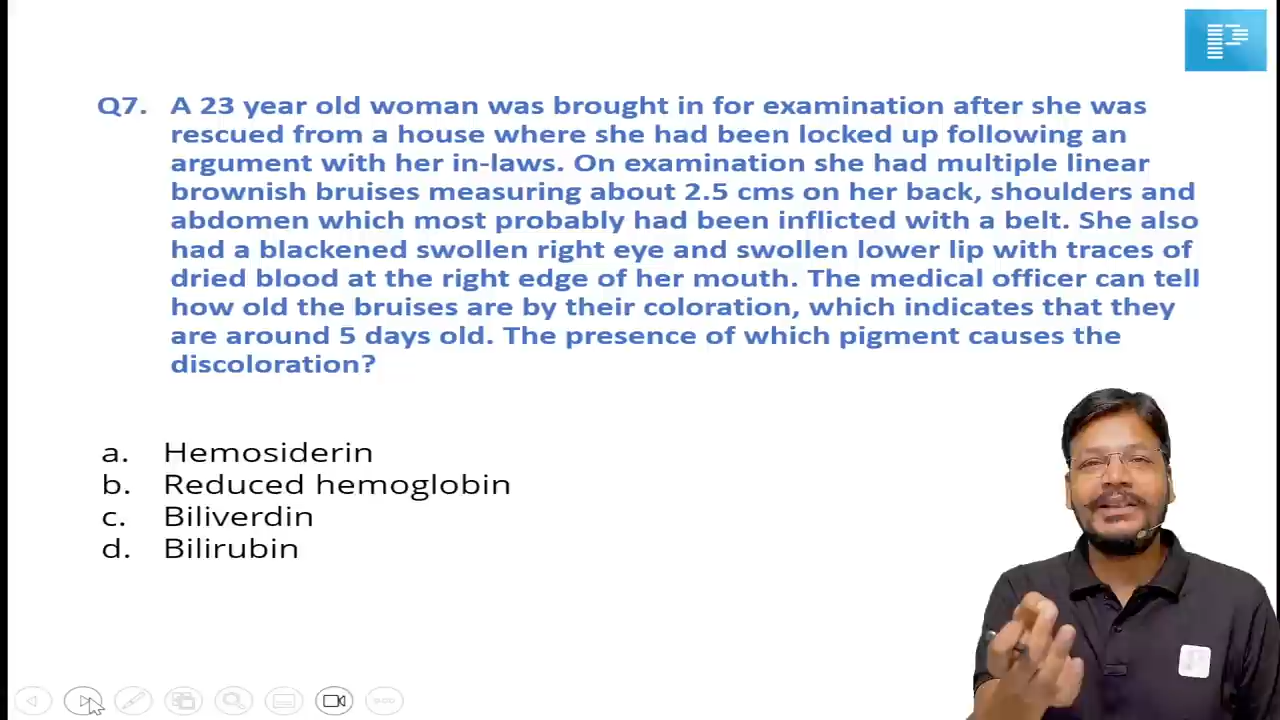 Q7. A 23 year old woman was brought in for examination after she was
rescued from a house where she had been locked up following an
argument with her in-laws. On examination she had multiple linear
brownish bruises measuring about 2.5 cms on her back, shoulders and
abdomen which most probably had been inflicted with a belt. She also
had a blackened swollen right eye and swollen lower lip with traces of
dried blood at the right edge of her mouth. The medical officer can tell
how old the bruises are by their coloration, which indicates that they
are around 5 days old. The presence of which pigment causes the
discoloration?
a. Hemosiderin
b. Reduced hemoglobin
c. Biliverdin
d. Bilirubin